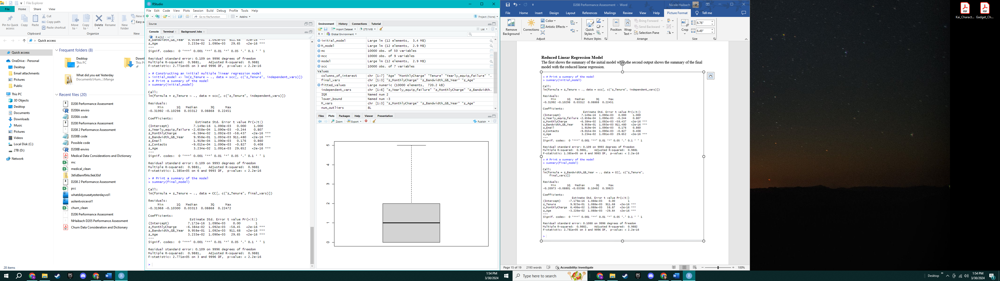 File Explorer
File
Home
Share
View
Pin to Quick access
Copy
Paste
Cut
Copy path
Paste shortcut
Clipboard
Move to
Copy to
Delete
Rename
Organize
New folder
New
Quick access
Quick access
OneDrive - Personal
Desktop
Email attachments
Pictures
Public
This PC
3D Objects
Desktop
Documents
Downloads
Music
Pictures
Videos
Local Disk (C:)
2TB (D:)
Network
Frequent folders (8)
Desktop
This PC
What did you eat Yesterday
Documents\Hum...\Manga
Recent files (20)
D208 Performance Assessment
D208A enviro
D208A code
D208 Performance Assessment
D208 2 Performance Assessment
D208B code
Possible code
D208B enviro
Medical Data Considerations and Dictionary
mc
medical_clean
3kfid8emf9rkc9ek30sf
D208 2 Performance Assessment
pcc
whatdidyoueatyesterdayvol1
asilentvoicevol1
churn_clean
D206 Performance Assessment
NHaibach D205 Performance Assessment
Churn Data Consideration and Dictionary
28 items
RStudio
File Edit Code View Plots Session Build Debug Profile Tools Help
Go to file/function
Addins
Project: (None)
Source
Console Terminal Background Jobs
R 4.3.2 · ~/
z_Bandwidth_GB_Year 9.958e-01 1.092e-03 911.68 <2e-16 ***
z_Age 3.233e-02 1.090e-03 29.65 <2e-16 ***
---
Signif. codes: 0 '***' 0.001 '**' 0.01 '*' 0.05 '.' 0.1 ' ' 1
Residual standard error: 0.109 on 9996 degrees of freedom
Multiple R-squared: 0.9881, Adjusted R-squared: 0.9881
F-statistic: 2.771e+05 on 3 and 9996 DF, p-value: < 2.2e-16
> # Constructing an initial multiple linear regression model
> initial_model <- lm(z_Tenure ~ ., data = scc[, c("z_Tenure", independent_vars)])
> # Print a summary of the model
> summary(initial_model)
Call:
lm(formula = z_Tenure ~ ., data = scc[, c("z_Tenure", independent_vars)])
Residuals:
Min 1Q Median 3Q Max
-0.31992 -0.10298 0.03312 0.08868 0.22451
Coefficients:
Estimate Std. Error t value Pr(>|t|)
(Intercept) 7.149e-16 1.090e-03 0.000 1.000
z_Yearly_equip_failure -2.658e-04 1.090e-03 -0.244 0.807
z_MonthlyCharge -6.384e-02 1.092e-03 -58.437 <2e-16 ***
z_Bandwidth_GB_Year 9.958e-01 1.093e-03 911.480 <2e-16 ***
z_Email 1.919e-04 1.090e-03 0.176 0.860
z_Contacts -9.015e-04 1.090e-03 -0.827 0.408
z_Age 3.234e-02 1.091e-03 29.652 <2e-16 ***
---
Signif. codes: 0 '***' 0.001 '**' 0.01 '*' 0.05 '.' 0.1 ' ' 1
Residual standard error: 0.109 on 9993 degrees of freedom
Multiple R-squared: 0.9881, Adjusted R-squared: 0.9881
F-statistic: 1.385e+05 on 6 and 9993 DF, p-value: < 2.2e-16
> # Print a summary of the model
> summary(final_model)
Call:
lm(formula = z_Tenure ~ ., data = CC[, c("z_Tenure", final_vars)])
Residuals:
Min 1Q Median 3Q Max
-0.31968 -0.10300 0.03313 0.08868 0.22472
Coefficients:
Estimate Std. Error t value Pr(>|t|)
(Intercept) 7.172e-16 1.090e-03 0.00 1
z_MonthlyCharge -6.384e-02 1.092e-03 -58.45 <2e-16 ***
z_Bandwidth_GB_Year 9.958e-01 1.092e-03 911.68 <2e-16 ***
z_Age 3.233e-02 1.090e-03 29.65 <2e-16 ***
---
Signif. codes: 0 '***' 0.001 '**' 0.01 '*' 0.05 '.' 0.1 ' ' 1
Residual standard error: 0.109 on 9996 degrees of freedom
Multiple R-squared: 0.9881, Adjusted R-squared: 0.9881
F-statistic: 2.771e+05 on 3 and 9996 DF, p-value: < 2.2e-16
>
Environment History Connections Tutorial
Import Dataset 270 MiB List
R Global Environment
initial_model Large lm (12 elements, 3.4 MB)
M_model Large lm (12 elements, 2.9 MB)
mc 10000 obs. of 50 variables
mcc 10000 obs. of 9 variables
model Large lm (12 elements, 2.9 MB)
scc 10000 obs. of 7 variables
Values
columns_of_interest chr [1:7] "Age" "MonthlyCharge" "Tenure" "Yearly_equip_failure" "…
final_vars chr [1:3] "z_MonthlyCharge" "z_Bandwidth_GB_Year" "z_Age"
fitted_values Large numeric (10000 elements, 720.2 kB)
independent_vars chr [1:6] "z_Yearly_equip_failure" "z_MonthlyCharge" "z_Bandwidth…
IQR Named num 2
lower_bound Named num -3
M_vars chr [1:3] "z_MonthlyCharge" "z_Bandwidth_GB_Year" "z_Age"
num_outliers 8L
Files Plots Packages Help Viewer Presentation
Zoom Export Publish
5
4
3
2
1
0
D208 Performance Assessment - Word
Nicole Haibach
File Home Insert Design Layout References Mailings Review View Help Picture Format Tell me
Remove Background
Corrections
Color
Artistic Effects
Adjust
Quick Styles
Picture Styles
Position
Wrap Text
Bring Forward
Send Backward
Selection Pane
Arrange
Crop
6.76"
6.49"
Size
Reduced Linear Regression Model
The first shows the summary of the initial model while the second output shows the summary of the final
model with the reduced linear regression.
> # Print a summary of the model
> summary(initial_model)
Call:
lm(formula = z_Tenure ~ ., data = scc[, c("z_Tenure", independent_vars)])
Residuals:
Min 1Q Median 3Q Max
-0.31992 -0.10298 0.03312 0.08868 0.22451
Coefficients:
Estimate Std. Error t value Pr(>|t|)
(Intercept) 7.149e-16 1.090e-03 0.000 1.000
z_Yearly_equip_failure -2.658e-04 1.090e-03 -0.244 0.807
z_MonthlyCharge -6.384e-02 1.092e-03 -58.437 <2e-16 ***
z_Bandwidth_GB_Year 9.958e-01 1.093e-03 911.480 <2e-16 ***
z_Email 1.919e-04 1.090e-03 0.176 0.860
z_Contacts -9.015e-04 1.090e-03 -0.827 0.408
z_Age 3.234e-02 1.091e-03 29.652 <2e-16 ***
---
Signif. codes: 0 '***' 0.001 '**' 0.01 '*' 0.05 '.' 0.1 ' ' 1
Residual standard error: 0.109 on 9993 degrees of freedom
Multiple R-squared: 0.9881, Adjusted R-squared: 0.9881
F-statistic: 1.385e+05 on 6 and 9993 DF, p-value: < 2.2e-16
> # Print a summary of the model
> summary(final_model)
Call:
lm(formula = z_Bandwidth_GB_Year ~ ., data = CC[, c("z_Tenure",
final_vars)])
Residuals:
Min 1Q Median 3Q Max
-0.20973 -0.08801 -0.03396 0.10462 0.30623
Coefficients:
Estimate Std. Error t value Pr(>|t|)
(Intercept) -7.179e-16 1.088e-03 0.00 1
z_Tenure 9.923e-01 1.088e-03 911.68 <2e-16 ***
z_MonthlyCharge 6.406e-02 1.088e-03 58.87 <2e-16 ***
z_Age -3.226e-02 1.088e-03 -29.64 <2e-16 ***
---
Signif. codes: 0 '***' 0.001 '**' 0.01 '*' 0.05 '.' 0.1 ' ' 1
Residual standard error: 0.1088 on 9996 degrees of freedom
Multiple R-squared: 0.9882, Adjusted R-squared: 0.9882
F-statistic: 2.781e+05 on 3 and 9996 DF, p-value: < 2.2e-16
>
Page 15 of 19 2193 words Accessibility: Investigate 100%
Kai_Charact...
Gadget_Ch...
1:54 PM
3/30/2024
Type here to search
Desktop
1:54 PM
3/30/2024